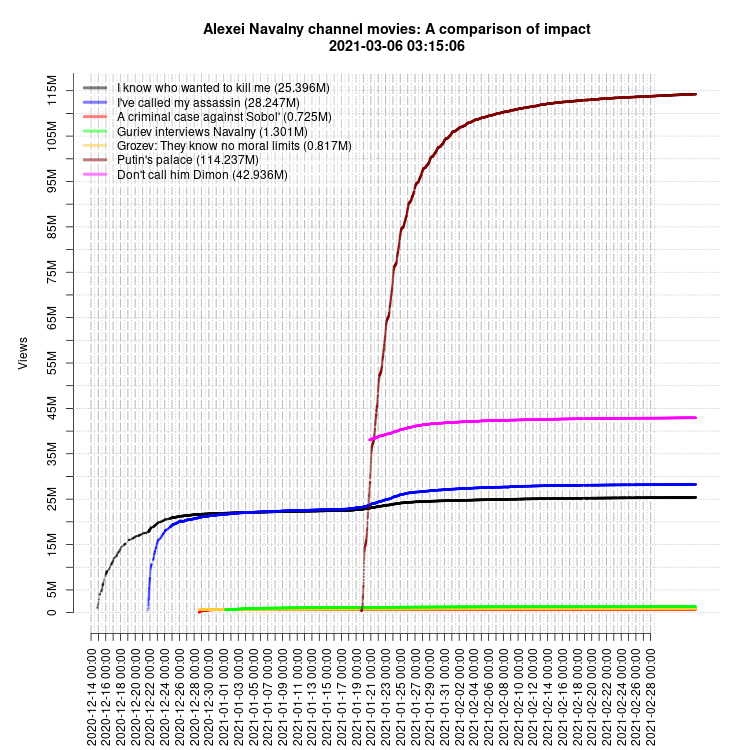 Alexei Navalny channel movies: A comparison of impact
2021-03-06 03:15:06
I know who wanted to kill me (25.396M)
I've called my assassin (28.247M)
A criminal case against Sobol' (0.725M)
Guriev interviews Navalny (1.301M)
Grozev: They know no moral limits (0.817M)
Putin's palace (114.237M)
Don't call him Dimon (42.936M)
Views
115M
105M
95M
85M
75M
65M
55M
45M
35M
25M
15M
5M
0
2020-12-14 00:00
2020-12-16 00:00
2020-12-18 00:00
2020-12-20 00:00
2020-12-22 00:00
2020-12-24 00:00
2020-12-26 00:00
2020-12-28 00:00
2020-12-30 00:00
2021-01-01 00:00
2021-01-03 00:00
2021-01-05 00:00
2021-01-07 00:00
2021-01-09 00:00
2021-01-11 00:00
2021-01-13 00:00
2021-01-15 00:00
2021-01-17 00:00
2021-01-19 00:00
2021-01-21 00:00
2021-01-23 00:00
2021-01-25 00:00
2021-01-27 00:00
2021-01-29 00:00
2021-01-31 00:00
2021-02-02 00:00
2021-02-04 00:00
2021-02-06 00:00
2021-02-08 00:00
2021-02-10 00:00
2021-02-12 00:00
2021-02-14 00:00
2021-02-16 00:00
2021-02-18 00:00
2021-02-20 00:00
2021-02-22 00:00
2021-02-24 00:00
2021-02-26 00:00
2021-02-28 00:00